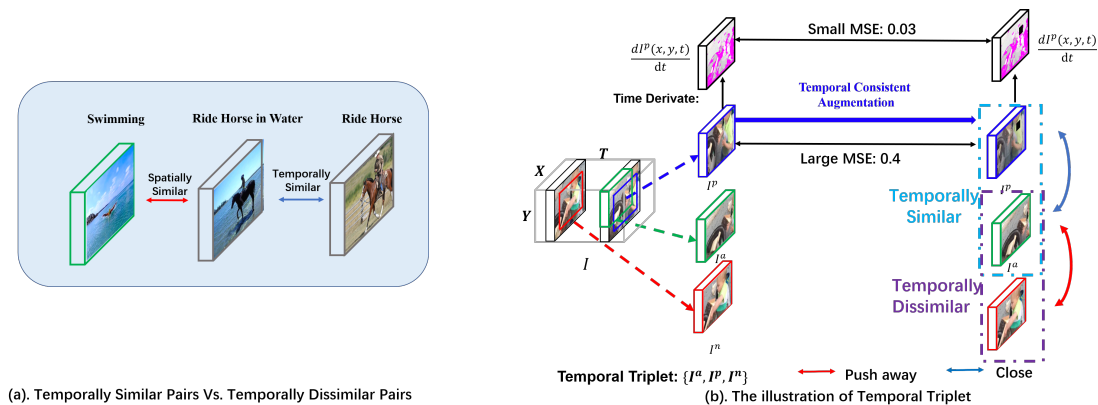 Swimming
Ride Horse in Water
Ride Horse
Spatially
Similar
Temporally
Similar
(a). Temporally Similar Pairs Vs. Temporally Dissimilar Pairs
Small MSE: 0.03
dI^p(x, y, t)
dt
dI^p(x, y, t)
dt
Time Derivate:
Temporal Consistent
Augmentation
Large MSE: 0.4
X
T
Y
I
I^p
I^a
I^n
I^p
Temporally
Similar
I^a
Temporally
Dissimilar
Temporal Triplet: {I^a, I^p, I^n}
Push away
Close
(b). The illustration of Temporal Triplet